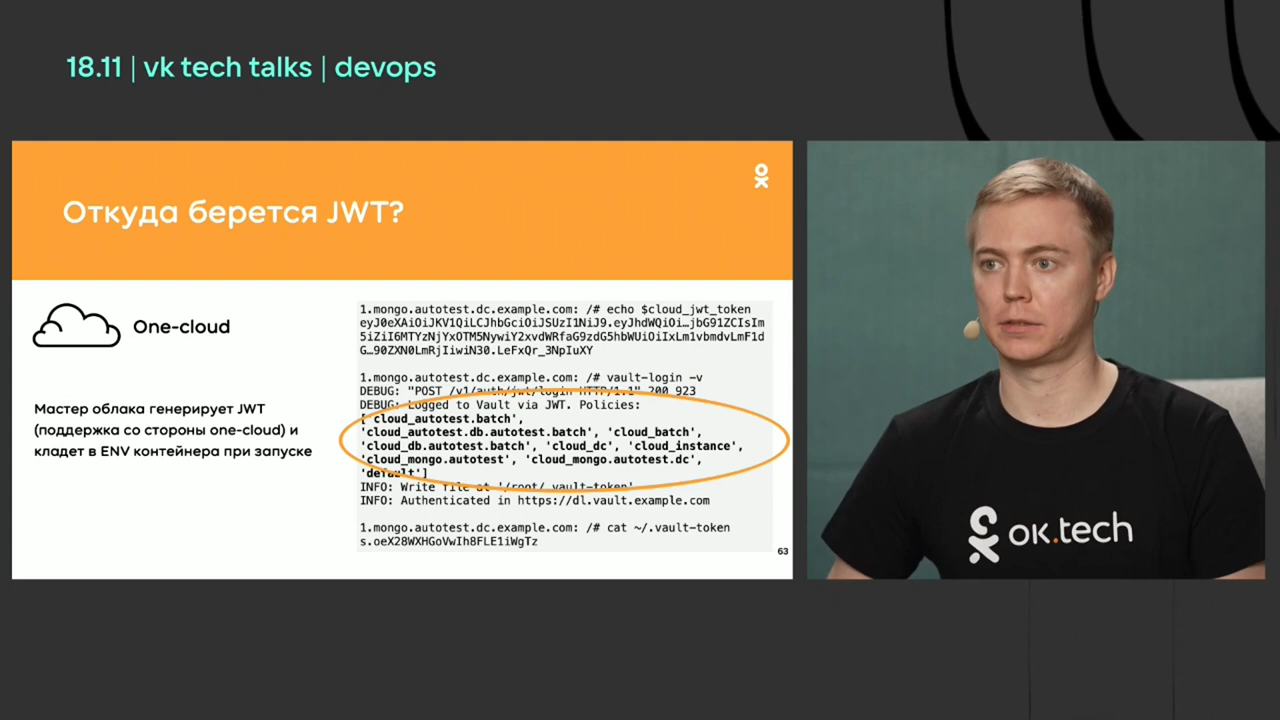 18.11 | vk tech talks | devops
Откуда берется JWT?
One-cloud
Мастер облака генерирует JWT
(поддержка со стороны one-cloud) и
кладет в ENV контейнера при запуске
1.mongo.autotest.dc.example.com: /# echo $cloud_jwt_token
eyJ0eXAiOiJKV1QiLCJhbGciOiJSUzI1NiJ9.eyJhdWQiOi…jbG91ZCIsIm
5iZiI6MTYzNjYxOTM5NywiY2xvdWRfaG9zdG5hbWUiOiIxLm1vbmdvLmF1d
G…90ZXN0LmRjIiwiN30.LeFxQr_3NpIuXY
1.mongo.autotest.dc.example.com: /# vault-login -v
DEBUG: "POST /v1/auth/jwt/login HTTP/1.1" 200 923
DEBUG: Logged to Vault via JWT. Policies:
['cloud_autotest.batch',
'cloud_autotest.db.autotest.batch', 'cloud_batch',
'cloud_db.autotest.batch', 'cloud_dc', 'cloud_instance',
'cloud_mongo.autotest', 'cloud_mongo.autotest.dc',
'default']
INFO: Write file at '/root/.vault-token'
INFO: Authenticated in https://dl.vault.example.com
1.mongo.autotest.dc.example.com: /# cat ~/.vault-token
s.oeX28WXHGoVwIh8FLE1iWgTz
63
ok.tech